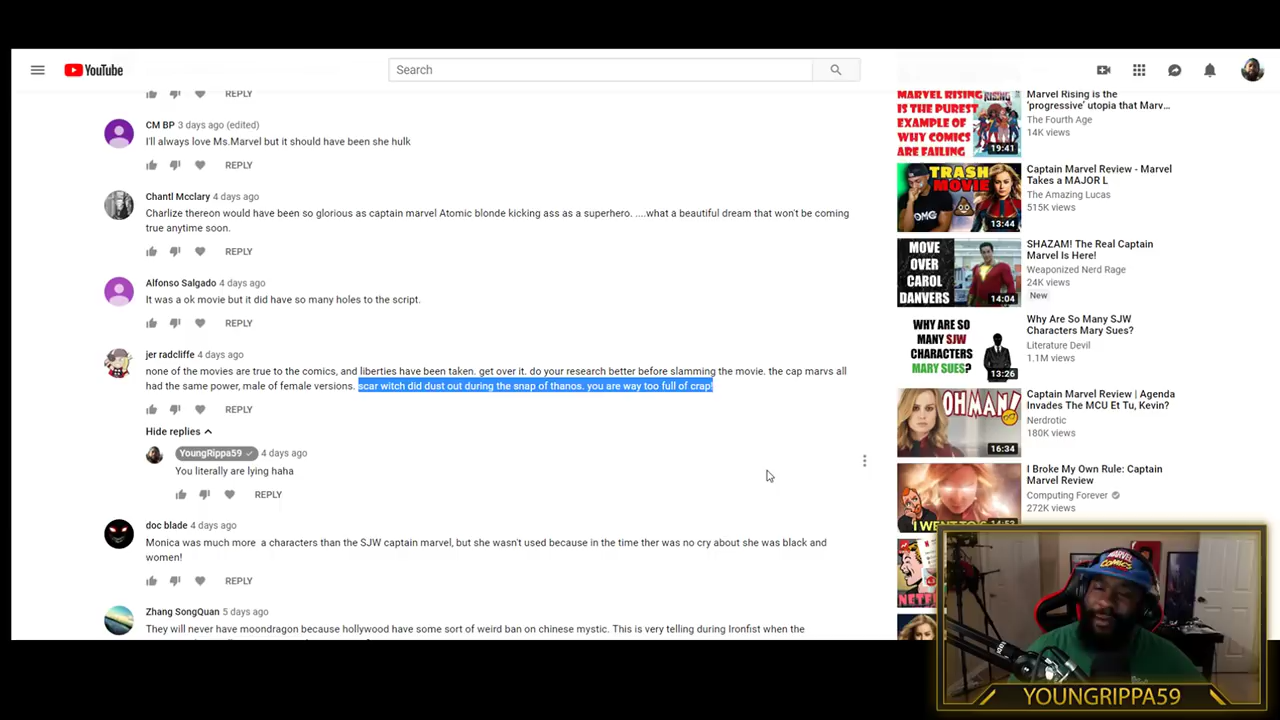 YouTube
Search
REPLY
CM BP 3 days ago (edited)
I'll always love Ms.Marvel but it should have been she hulk
REPLY
Chantl Mcclary 4 days ago
Charlize thereon would have been so glorious as captain marvel Atomic blonde kicking ass as a superhero. ....what a beautiful dream that won't be coming
true anytime soon.
REPLY
Alfonso Salgado 4 days ago
It was a ok movie but it did have so many holes to the script.
REPLY
jer radcliffe 4 days ago
none of the movies are true to the comics, and liberties have been taken. get over it. do your research better before slamming the movie. the cap marvs all
had the same power, male of female versions. scar witch did dust out during the snap of thanos. you are way too full of crap!
REPLY
Hide replies
YoungRippa59 4 days ago
You literally are lying haha
REPLY
doc blade 4 days ago
Monica was much more a characters than the SJW captain marvel, but she wasn't used because in the time ther was no cry about she was black and
women!
REPLY
Zhang SongQuan 5 days ago
They will never have moondragon because hollywood have some sort of weird ban on chinese mystic. This is very telling during Ironfist when the
MARVEL RISING
IS THE PUREST
EXAMPLE OF
WHY COMICS
ARE FAILING
RISING
19:41
Marvel Rising is the
'progressive' utopia that Marv...
The Fourth Age
14K views
TRASH
MOVIE
OMG
13:44
Captain Marvel Review - Marvel
Takes a MAJOR L
The Amazing Lucas
515K views
MOVE
OVER
CAROL
DANVERS
14:04
SHAZAM! The Real Captain
Marvel Is Here!
Weaponized Nerd Rage
24K views
New
WHY ARE SO
MANY SJW
CHARACTERS
MARY SUES?
13:26
Why Are So Many SJW
Characters Mary Sues?
Literature Devil
1.1M views
OH MAN!
16:34
Captain Marvel Review | Agenda
Invades The MCU Et Tu, Kevin?
Nerdrotic
180K views
I WENT TO
14:53
I Broke My Own Rule: Captain
Marvel Review
Computing Forever
272K views
MARVEL
COMICS
YOUNGRIPPA59